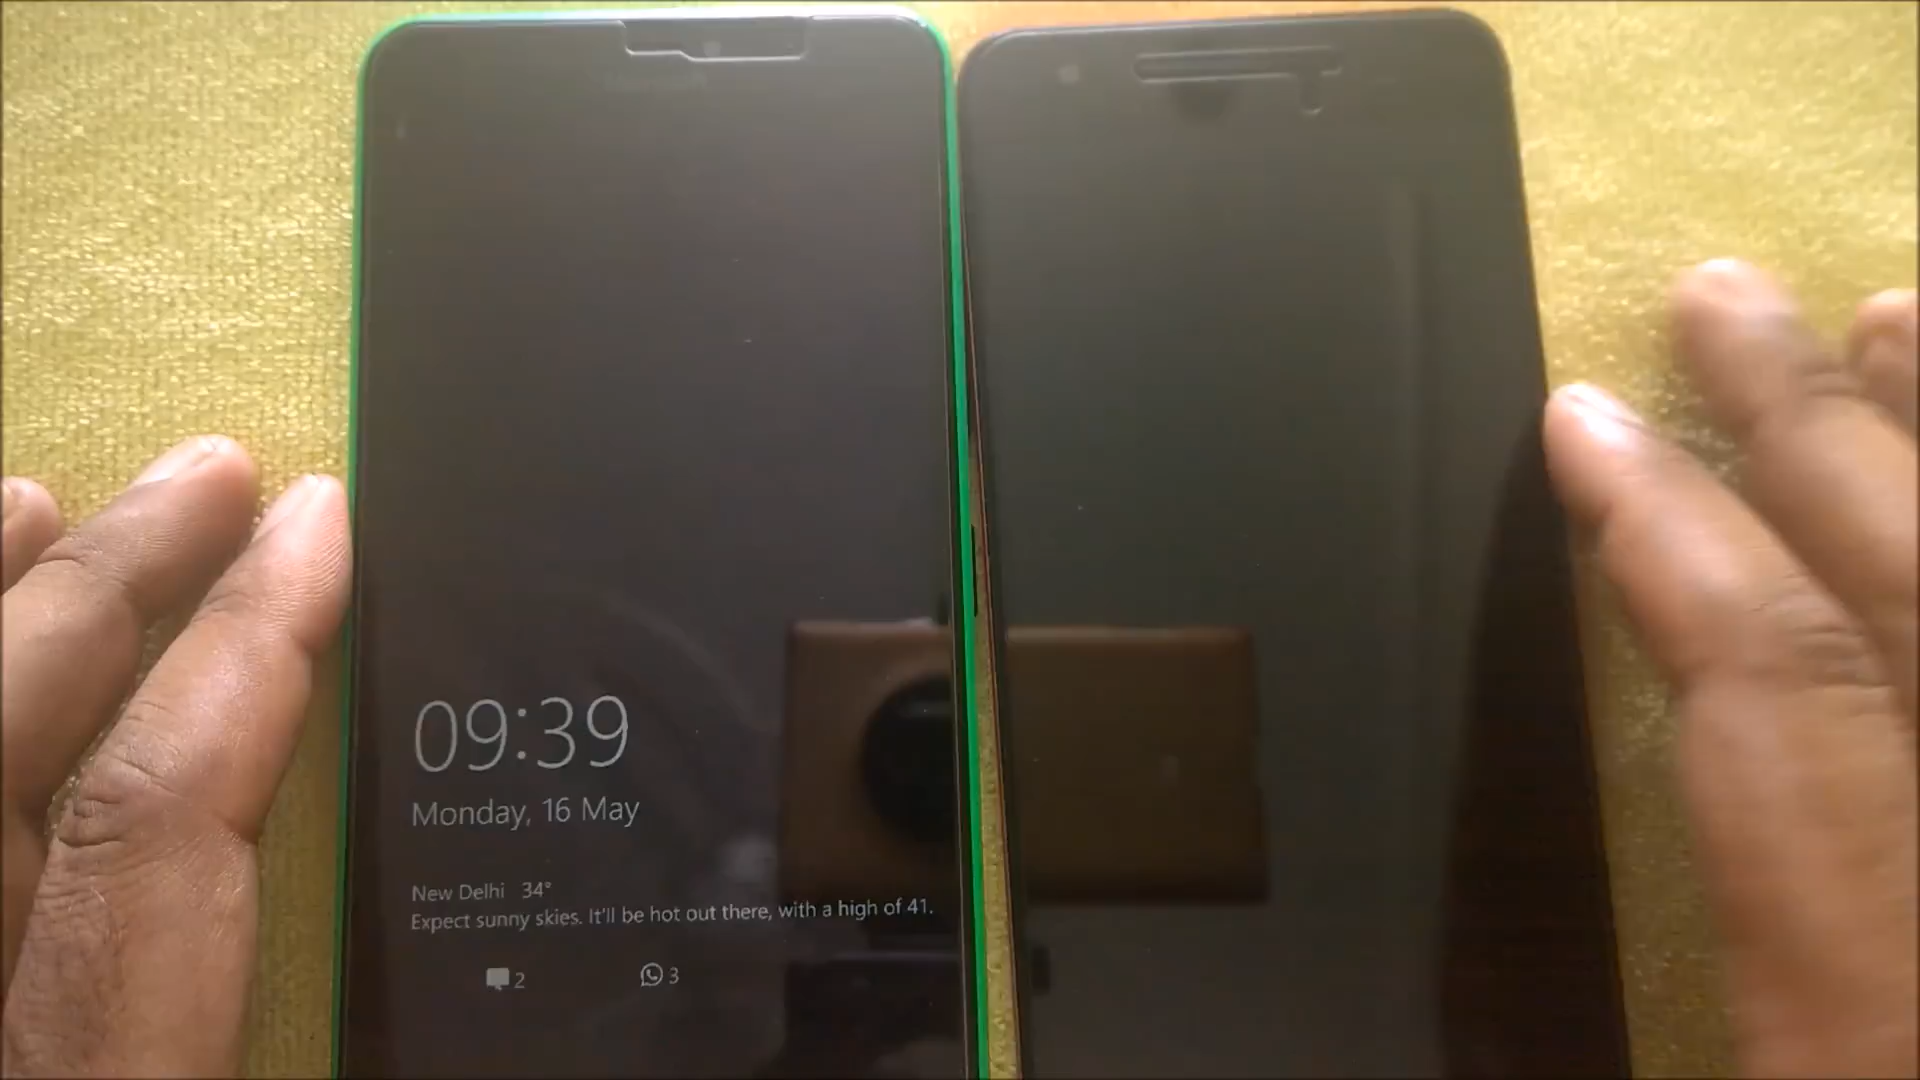 09:39
Monday, 16 May
New Delhi 34°
Expect sunny skies. It'll be hot out there, with a high of 41.
2 3